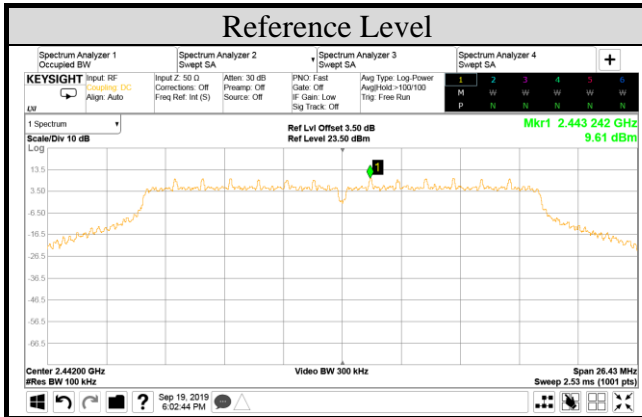 Reference Level
Spectrum Analyzer 1
Occupied BW
Spectrum Analyzer 2
Swept SA
Spectrum Analyzer 3
Swept SA
Spectrum Analyzer 4
Swept SA
+
KEYSIGHT
LXI
Input: RF
Coupling: DC
Align: Auto
Input Z: 50 Ω
Corrections: Off
Freq Ref: Int (S)
Atten: 30 dB
Preamp: Off
Source: Off
PNO: Fast
Gate: Off
IF Gain: Low
Sig Track: Off
Avg Type: Log-Power
Avg|Hold:>100/100
Trig: Free Run
1 2 3 4 5 6
M W W W W W
P N N N N N
1 Spectrum
Scale/Div 10 dB
Log
Ref Lvl Offset 3.50 dB
Ref Level 23.50 dBm
Mkr1 2.443 242 GHz
9.61 dBm
1
13.5
3.50
-6.50
-16.5
-26.5
-36.5
-46.5
-56.5
-66.5
Center 2.44200 GHz
#Res BW 100 kHz
Video BW 300 kHz
Span 26.43 MHz
Sweep 2.53 ms (1001 pts)
?
Sep 19, 2019
6:02:44 PM